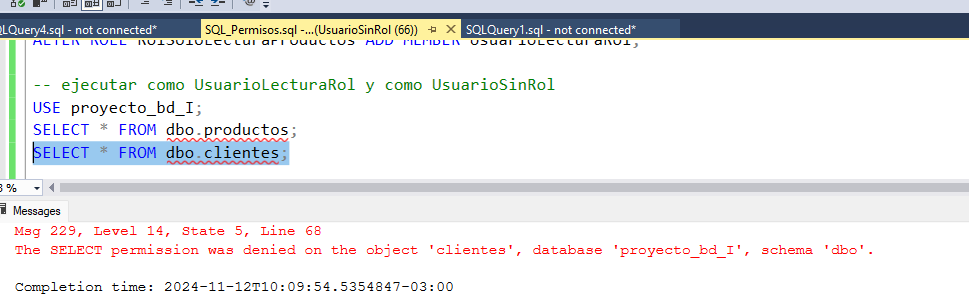 QLQuery4.sql - not connected*
SQL_Permisos.sql -...(UsuarioSinRol (66))
SQLQuery1.sql - not connected*
ALTER ROLE RolSoloLecturaProductos ADD MEMBER UsuarioLecturaRol;
-- ejecutar como UsuarioLecturaRol y como UsuarioSinRol
USE proyecto_bd_I;
SELECT * FROM dbo.productos;
SELECT * FROM dbo.clientes;
3 %
Messages
Msg 229, Level 14, State 5, Line 68
The SELECT permission was denied on the object 'clientes', database 'proyecto_bd_I', schema 'dbo'.
Completion time: 2024-11-12T10:09:54.5354847-03:00